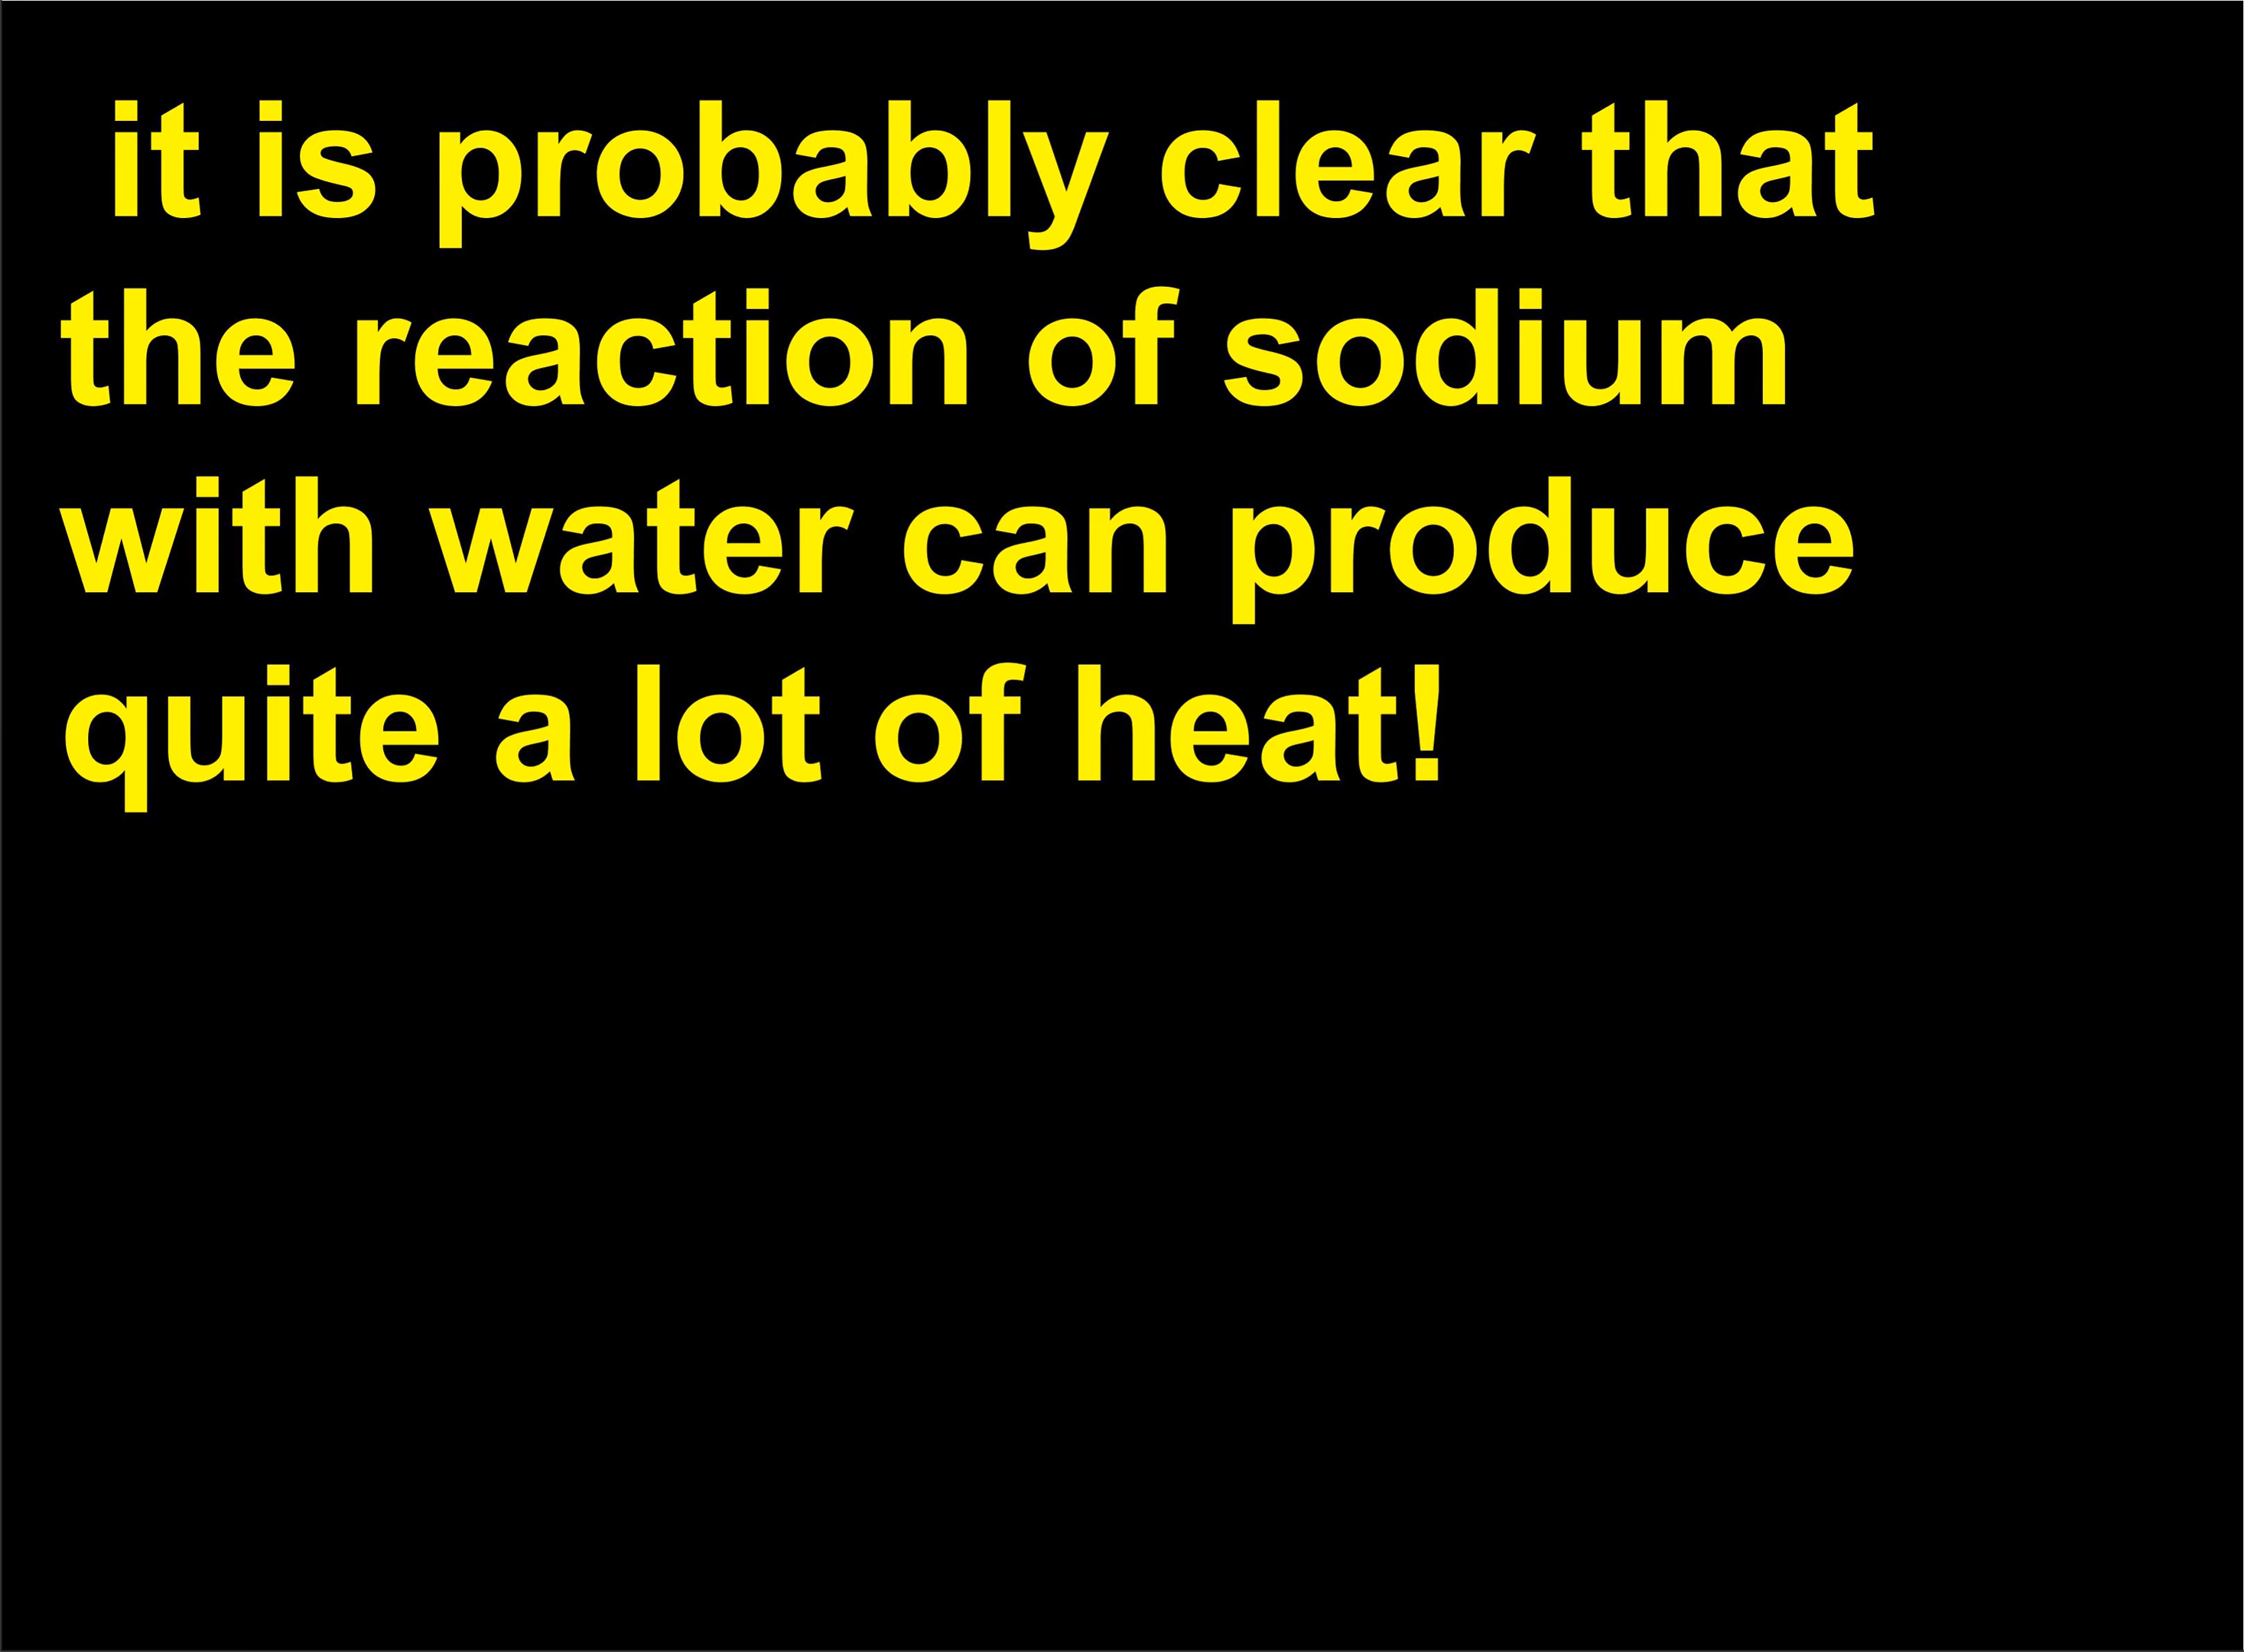 it is probably clear that
the reaction of sodium
with water can produce
quite a lot of heat!